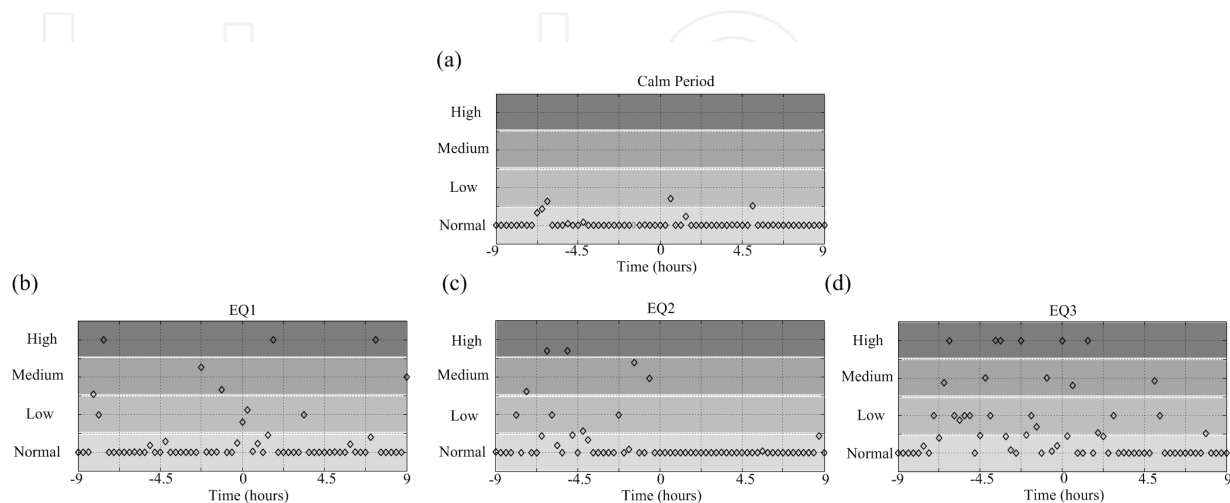 (a)
Calm Period
High
Medium
Low
Normal
-9 -4.5 0 4.5 9
Time (hours)
(b)
EQ1
High
Medium
Low
Normal
-9 -4.5 0 4.5 9
Time (hours)
(c)
EQ2
High
Medium
Low
Normal
-9 -4.5 0 4.5 9
Time (hours)
(d)
EQ3
High
Medium
Low
Normal
-9 -4.5 0 4.5 9
Time (hours)